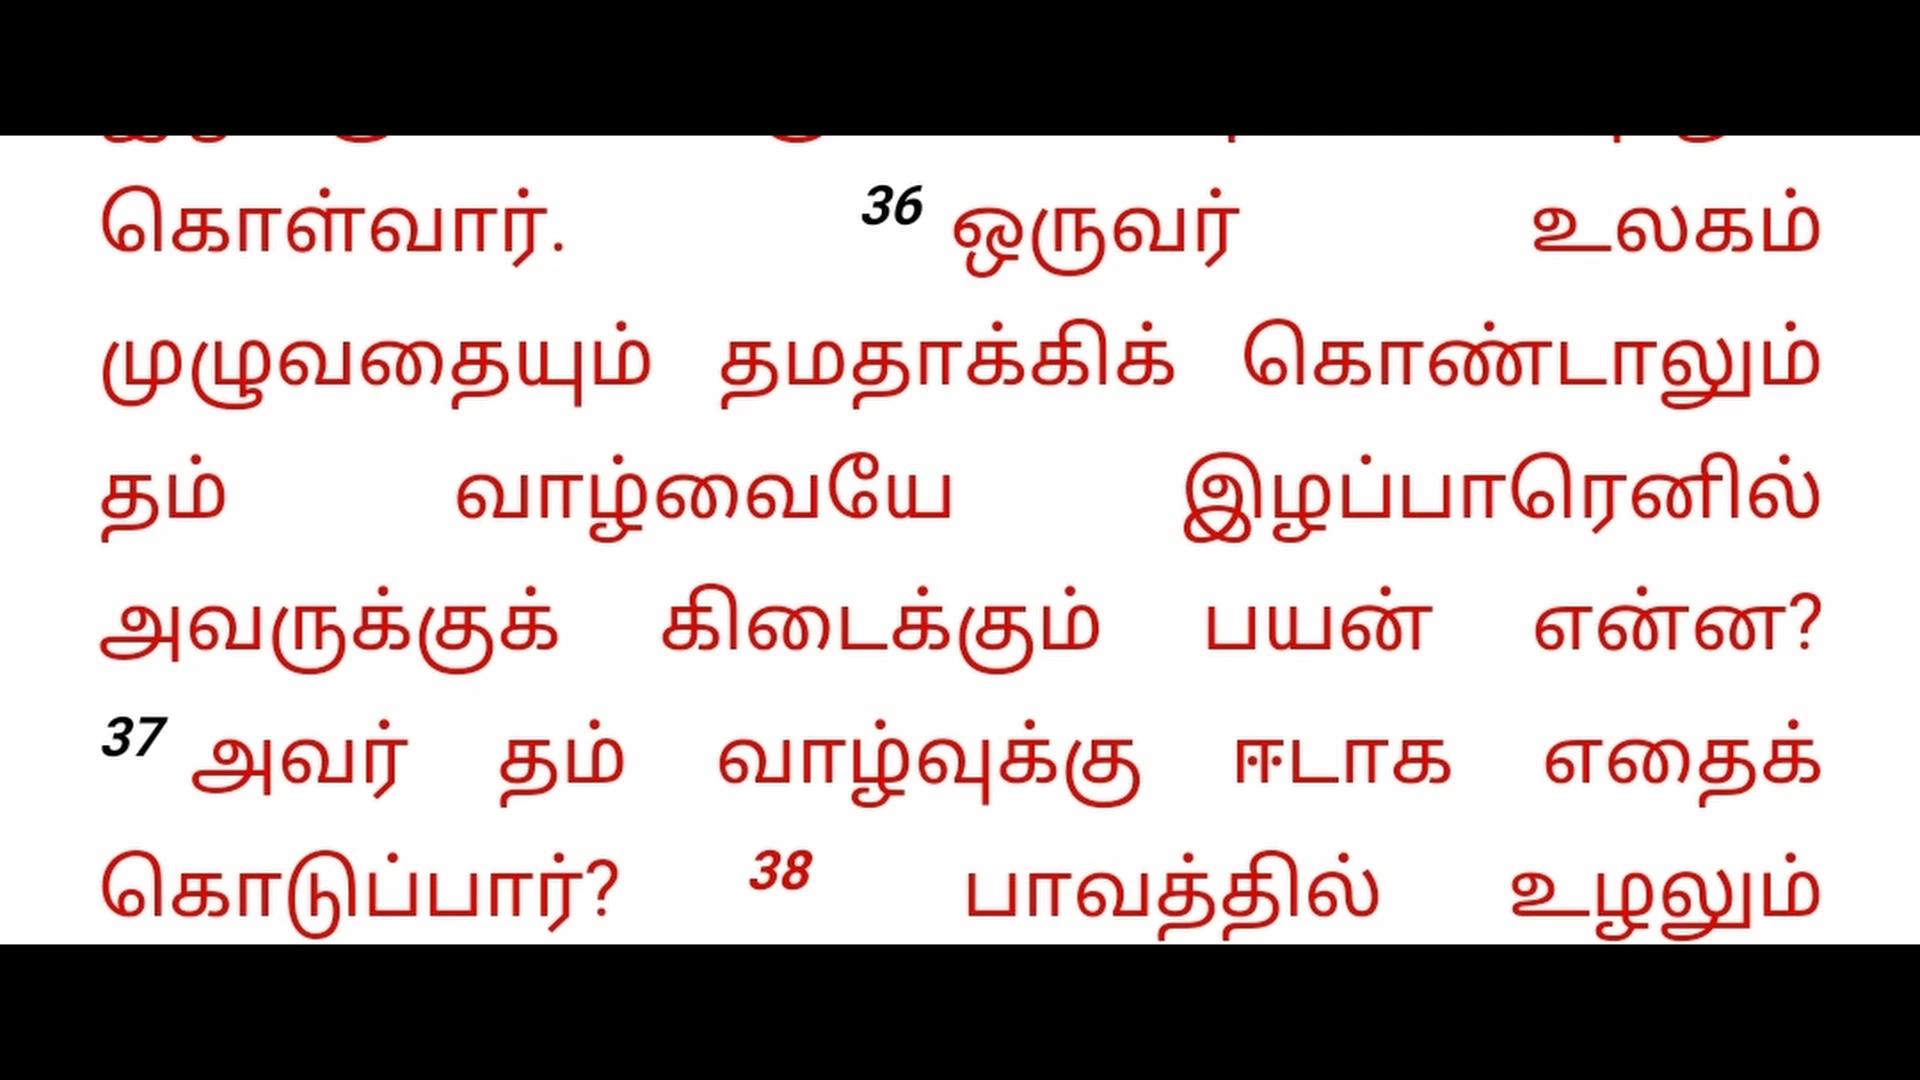 கொள்வார். 36 ஒருவர் உலகம்
முழுவதையும் தமதாக்கிக் கொண்டாலும்
தம் வாழ்வையே இழப்பாரெனில்
அவருக்குக் கிடைக்கும் பயன் என்ன?
37 அவர் தம் வாழ்வுக்கு ஈடாக எதைக்
கொடுப்பார்? 38 பாவத்தில் உழலும்